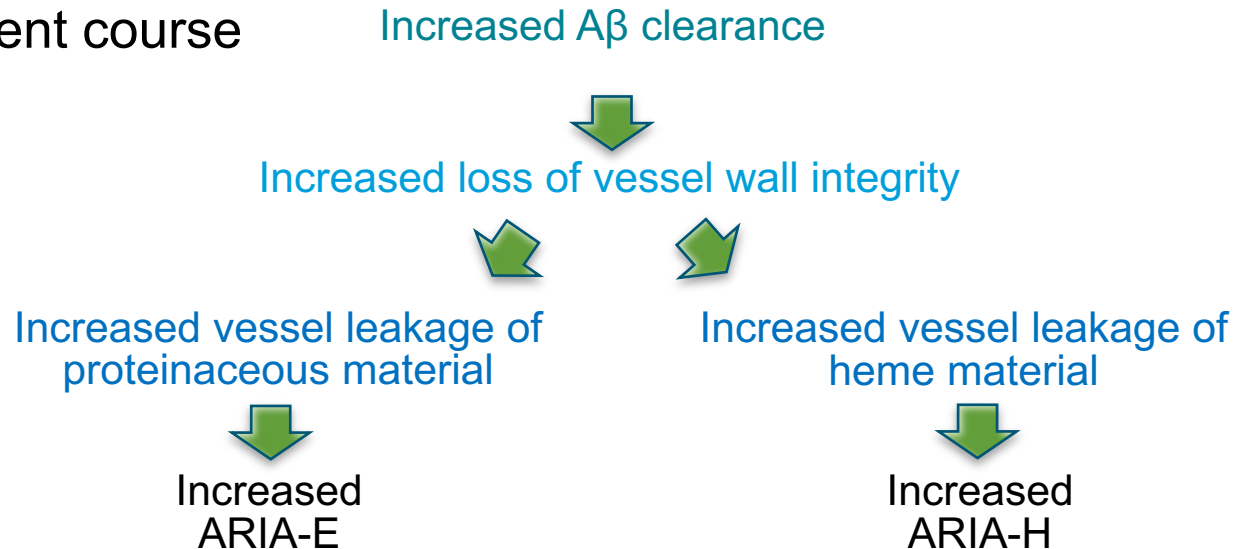 course
Increased Aβ clearance
Increased loss of vessel wall integrity
Increased vessel leakage of
proteinaceous material
Increased vessel leakage of
heme material
Increased
ARIA-E
Increased
ARIA-H